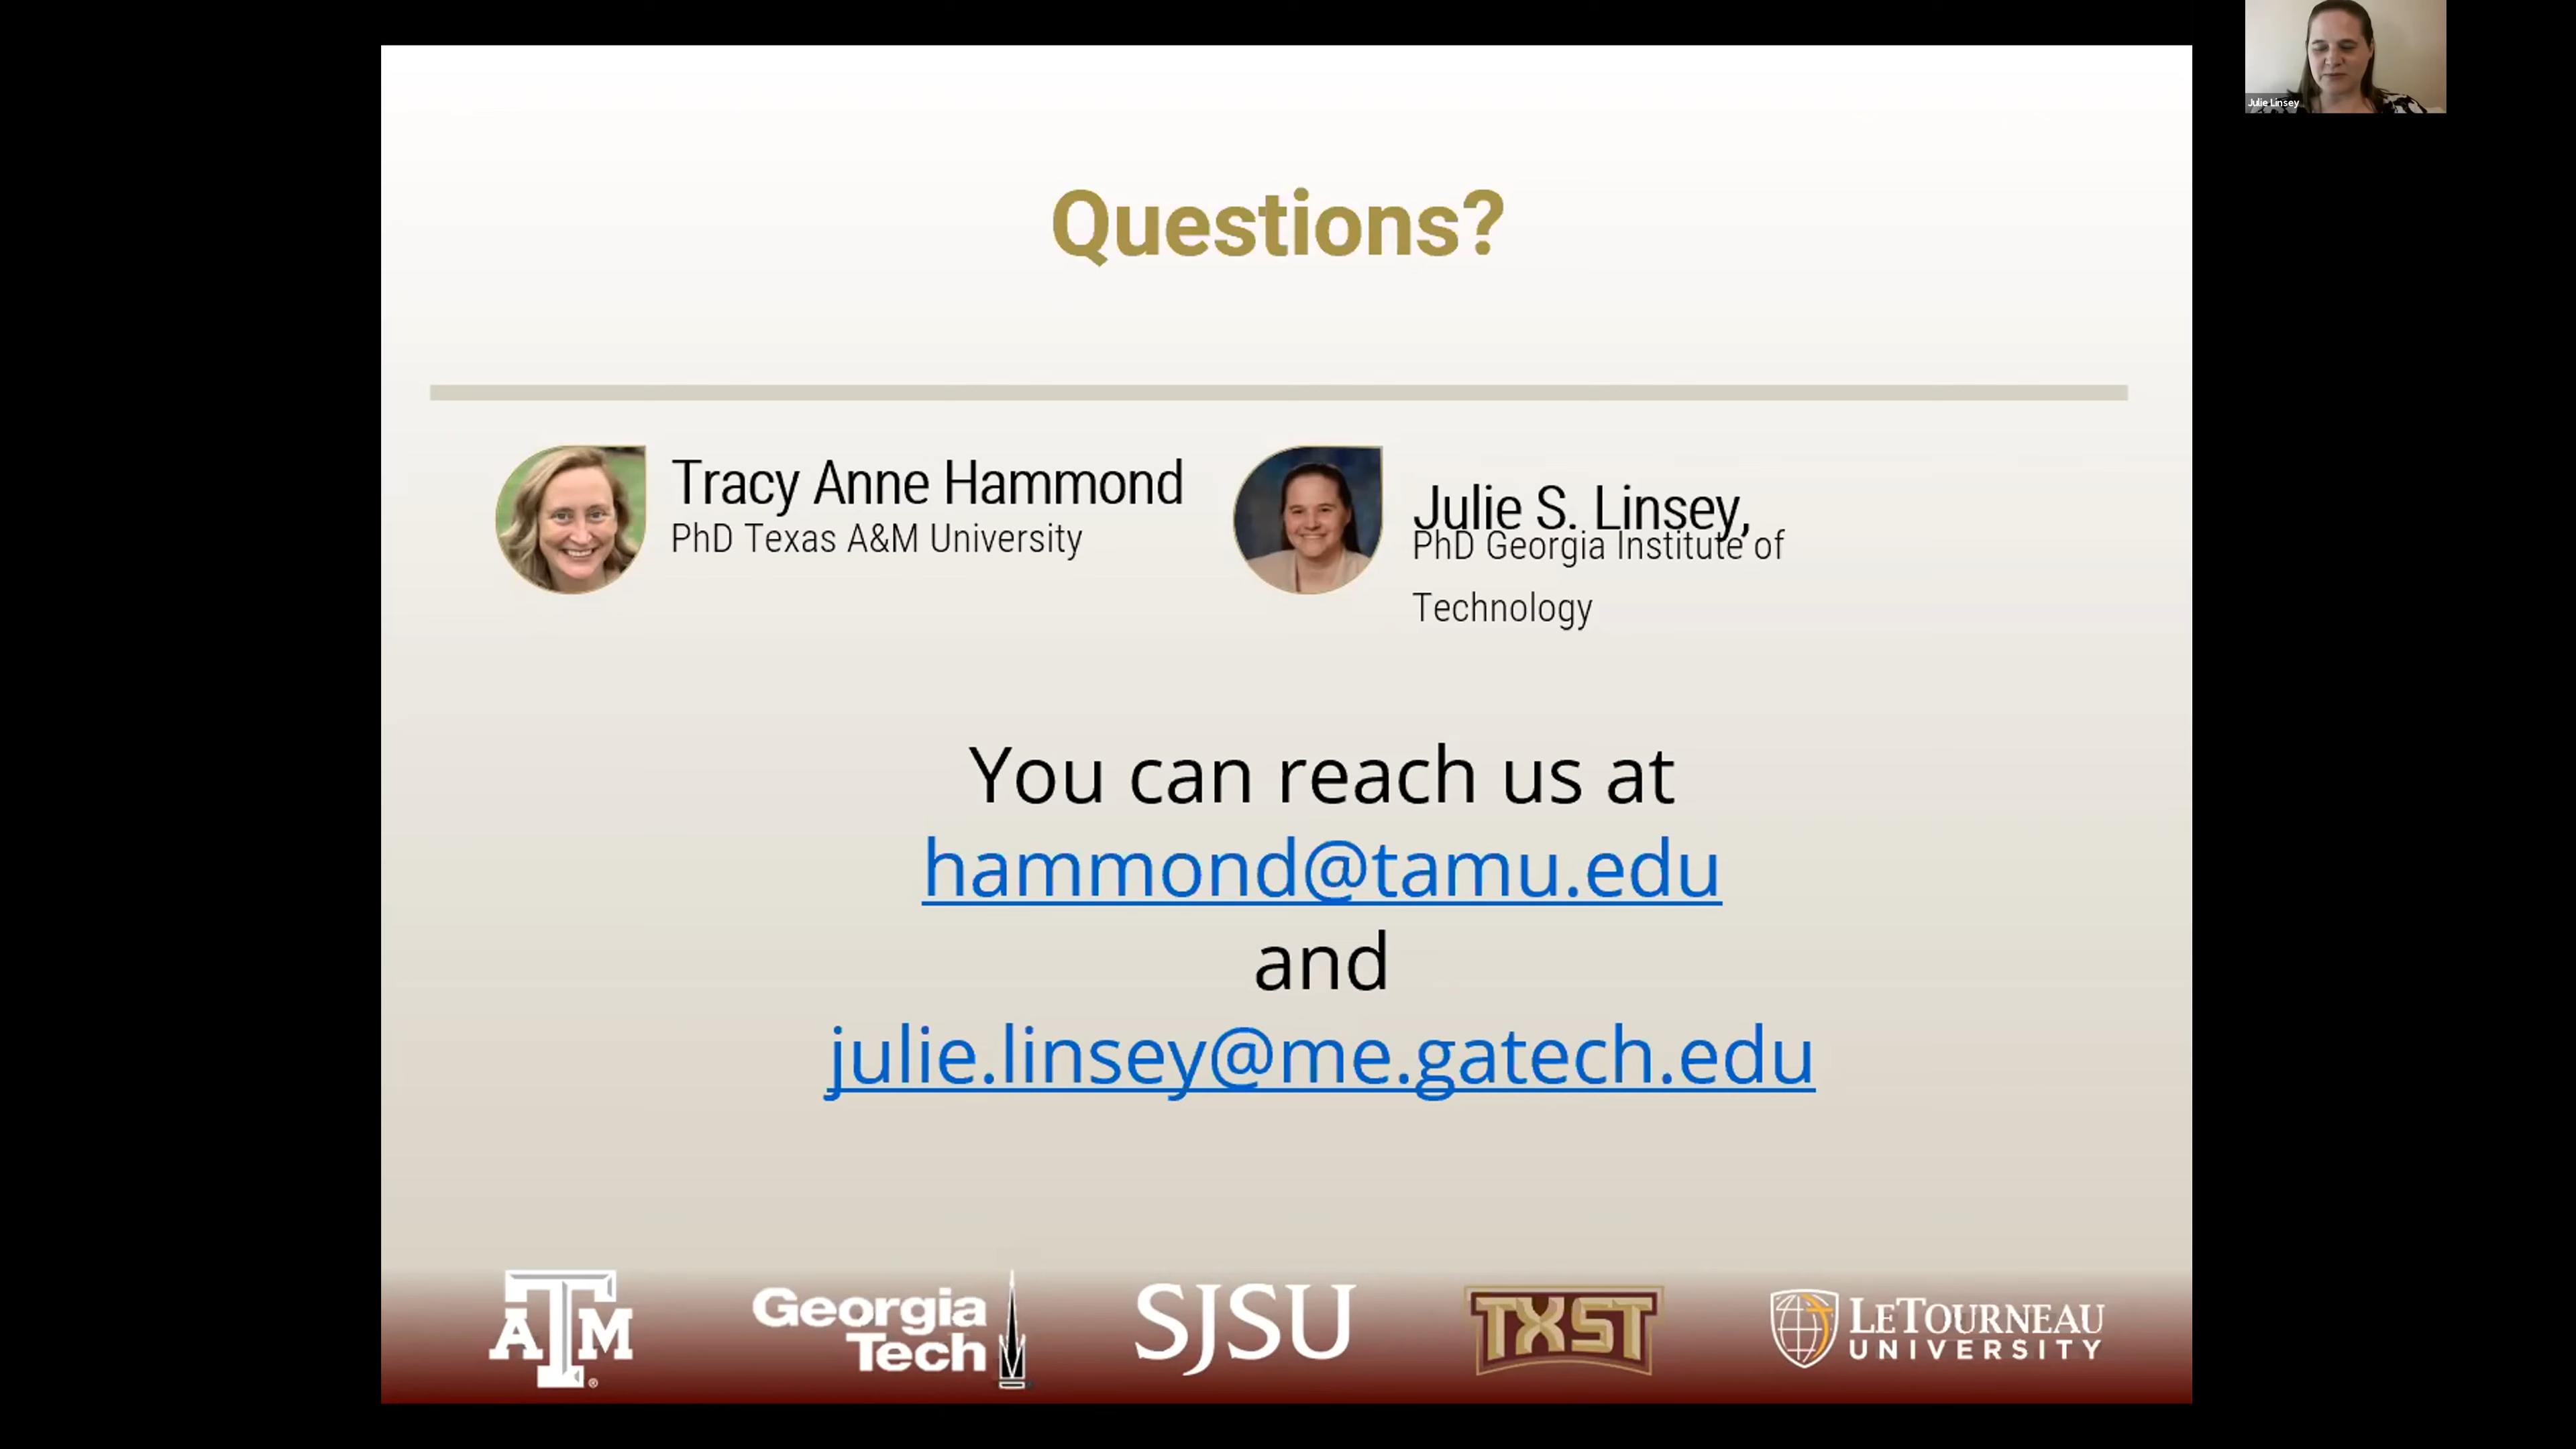 Julie Linsey
Questions?
Tracy Anne Hammond
PhD Texas A&M University
Julie S. Linsey,
PhD Georgia Institute of
Technology
You can reach us at
hammond@tamu.edu
and
julie.linsey@me.gatech.edu
ATM®
Georgia
Tech
SJSU
TXST
LETOURNEAU
UNIVERSITY